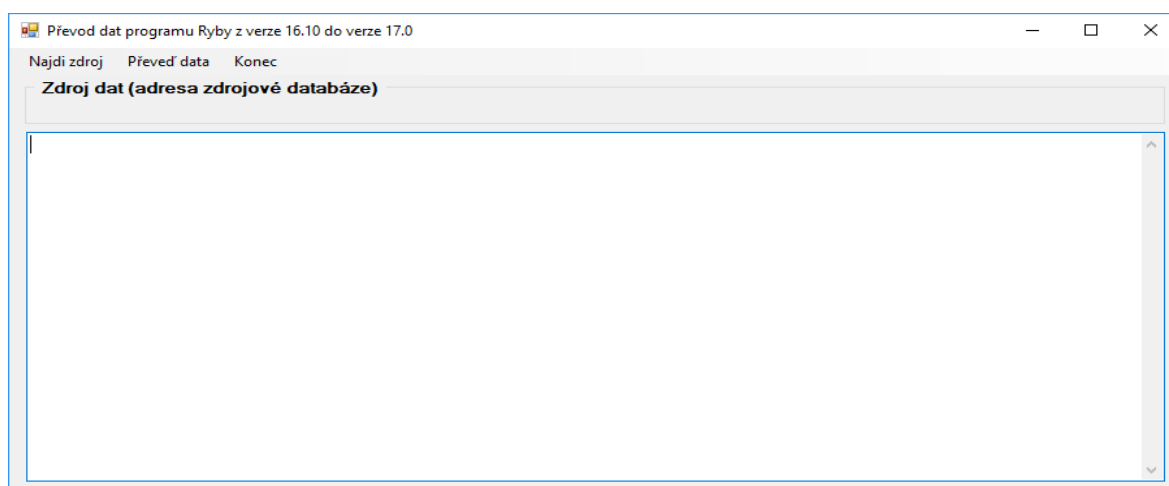 Převod dat programu Ryby z verze 16.10 do verze 17.0
Najdi zdroj Převeď data Konec
Zdroj dat (adresa zdrojové databáze)